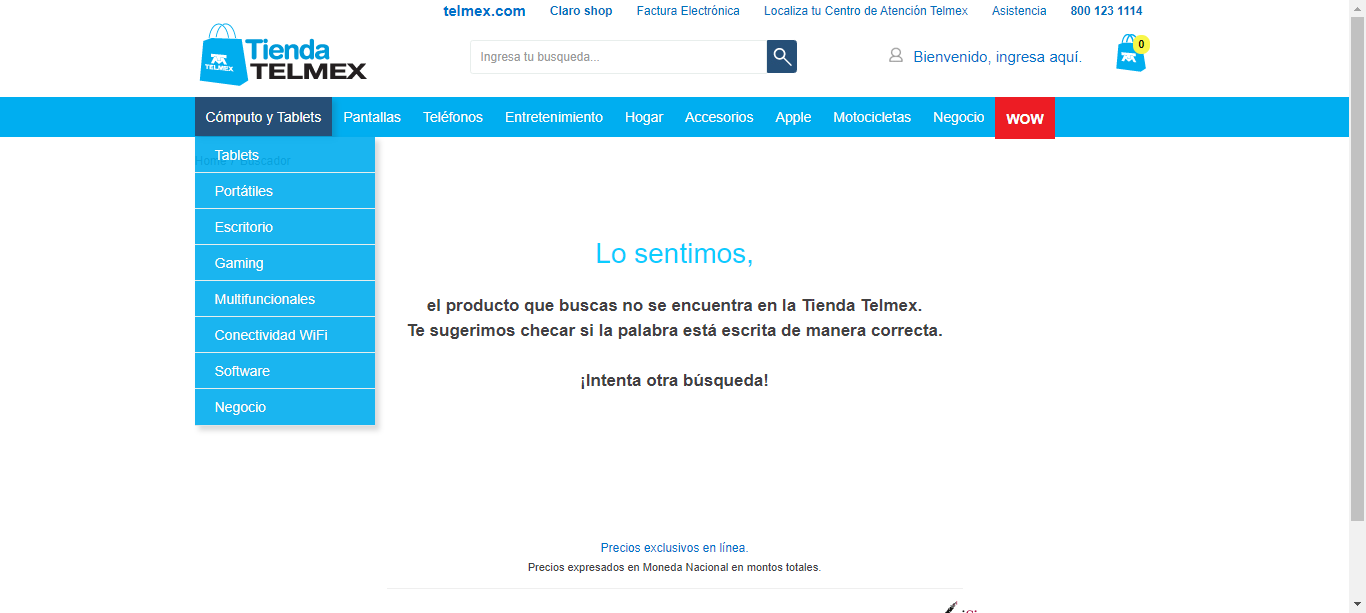 telmex.com Claro shop Factura Electrónica Localiza tu Centro de Atención Telmex Asistencia 800 123 1114
Tienda
TELMEX
TELMEX
Ingresa tu busqueda...
Bienvenido, ingresa aquí.
0
Cómputo y Tablets Pantallas Teléfonos Entretenimiento Hogar Accesorios Apple Motocicletas Negocio WOW
Tablets
Portátiles
Escritorio
Gaming
Multifuncionales
Conectividad WiFi
Software
Negocio
Lo sentimos,
el producto que buscas no se encuentra en la Tienda Telmex.
Te sugerimos checar si la palabra está escrita de manera correcta.
¡Intenta otra búsqueda!
Precios exclusivos en línea.
Precios expresados en Moneda Nacional en montos totales.